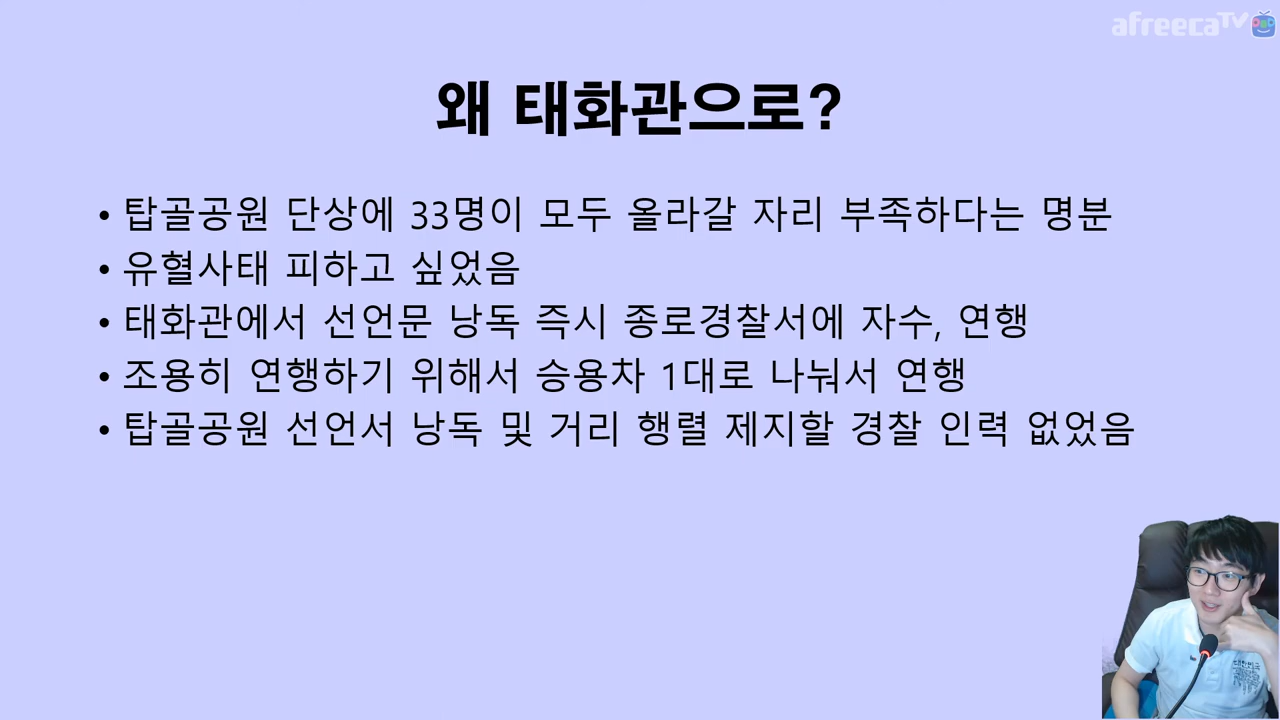 afreecaTV
왜 태화관으로?
• 탑골공원 단상에 33명이 모두 올라갈 자리 부족하다는 명분
• 유혈사태 피하고 싶었음
• 태화관에서 선언문 낭독 즉시 종로경찰서에 자수, 연행
• 조용히 연행하기 위해서 승용차 1대로 나눠서 연행
• 탑골공원 선언서 낭독 및 거리 행렬 제지할 경찰 인력 없었음
대한민국